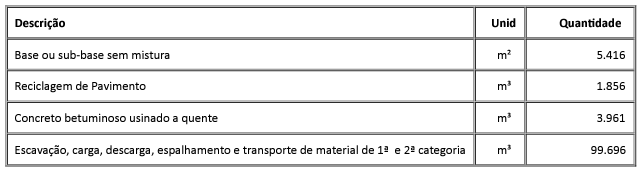 Descrição Unid Quantidade
Base ou sub-base sem mistura m² 5.416
Reciclagem de Pavimento m³ 1.856
Concreto betuminoso usinado a quente m³ 3.961
Escavação, carga, descarga, espalhamento e transporte de material de 1ª e 2ª categoria m³ 99.696